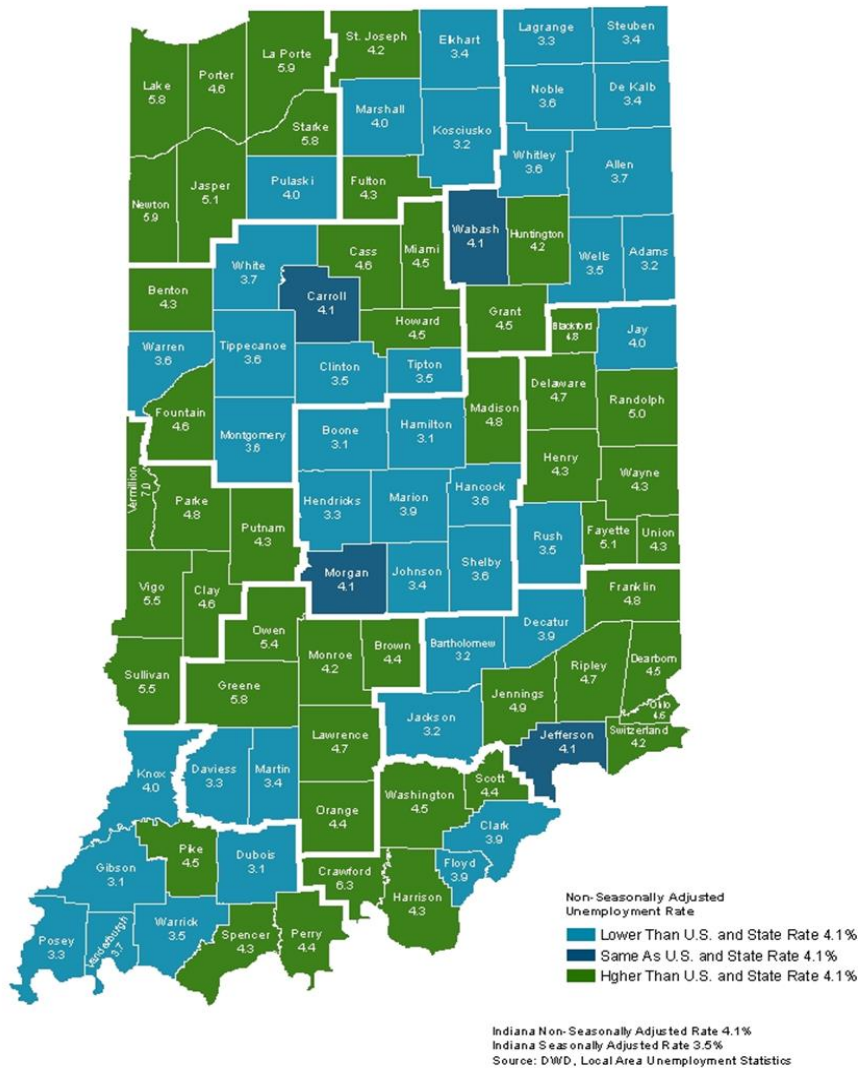 St. Joseph
4.2
Elkhart
3.4
Lagrange
3.3
Steuben
3.4
La Porte
5.9
Porter
4.6
Lake
5.8
Noble
3.6
De Kalb
3.4
Marshall
4.0
Kosciusko
3.2
Starke
5.8
Whitley
3.6
Allen
3.7
Pulaski
4.0
Fulton
4.3
Jasper
5.1
Newton
5.9
Wabash
4.1
Huntington
4.2
Miami
4.5
Cass
4.6
Wells
3.5
Adams
3.2
White
3.7
Benton
4.3
Carroll
4.1
Grant
4.5
Howard
4.5
Blackford
4.8
Jay
4.0
Warren
3.6
Tippecanoe
3.6
Clinton
3.5
Tipton
3.5
Delaware
4.7
Randolph
5.0
Madison
4.8
Fountain
4.6
Montgomery
3.6
Boone
3.1
Hamilton
3.1
Henry
4.3
Wayne
4.3
Vermillion
7.0
Parke
4.8
Putnam
4.3
Hendricks
3.3
Marion
3.9
Hancock
3.6
Rush
3.5
Fayette
5.1
Union
4.3
Vigo
5.5
Clay
4.6
Morgan
4.1
Johnson
3.4
Shelby
3.6
Franklin
4.8
Decatur
3.9
Owen
5.4
Monroe
4.2
Brown
4.4
Bartholomew
3.2
Sullivan
5.5
Greene
5.8
Ripley
4.7
Dearborn
4.5
Ohio
4.6
Jennings
4.9
Jackson
3.2
Switzerland
4.2
Jefferson
4.1
Lawrence
4.7
Knox
4.0
Daviess
3.3
Martin
3.4
Scott
4.4
Washington
4.5
Orange
4.4
Clark
3.9
Pike
4.5
Dubois
3.1
Gibson
3.1
Crawford
6.3
Floyd
3.9
Harrison
4.3
Posey
3.3
Vanderburgh
3.7
Warrick
3.5
Spencer
4.3
Perry
4.4
Non-Seasonally Adjusted
Unemployment Rate
Lower Than U.S. and State Rate 4.1%
Same As U.S. and State Rate 4.1%
Hgher Than U.S. and State Rate 4.1%
Indiana Non-Seasonally Adjusted Rate 4.1%
Indiana Seasonally Adjusted Rate 3.5%
Source: DWD, Local Area Unemployment Statistics